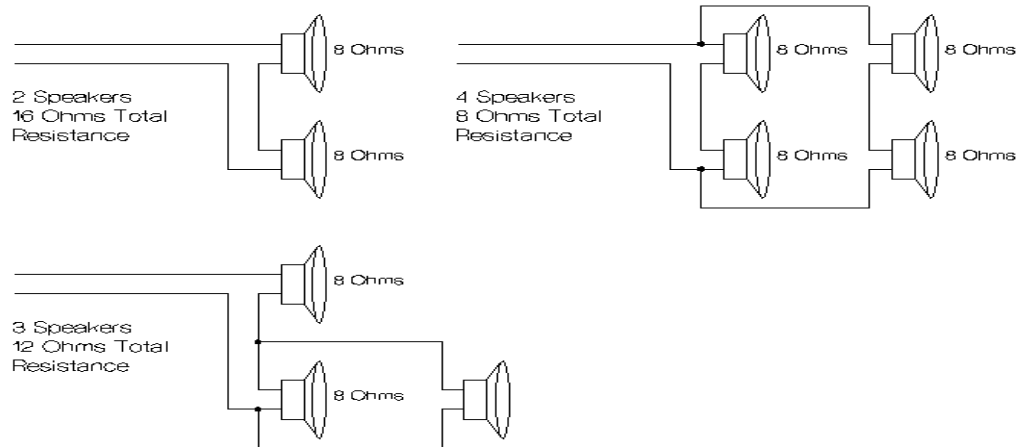 8 Ohms
2 Speakers
16 Ohms Total
Resistance
8 Ohms
8 Ohms
8 Ohms
4 Speakers
8 Ohms Total
Resistance
8 Ohms
8 Ohms
8 Ohms
3 Speakers
12 Ohms Total
Resistance
8 Ohms